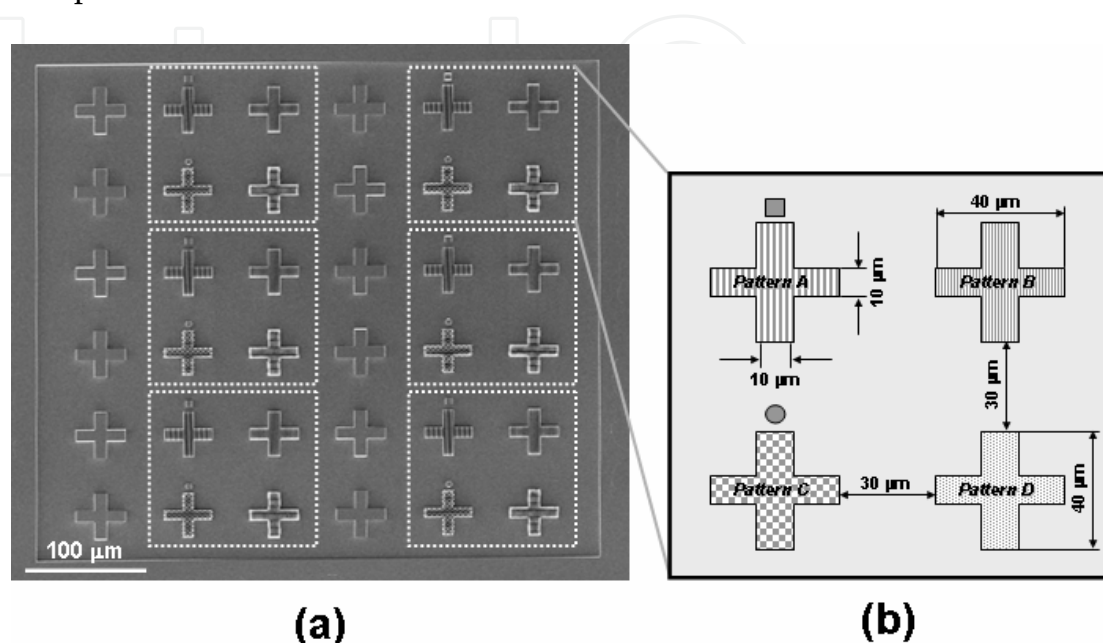 100 µm
(a)
40 µm
Pattern A
10 µm
Pattern B
10 µm
30 µm
Pattern C
30 µm
Pattern D
40 µm
(b)